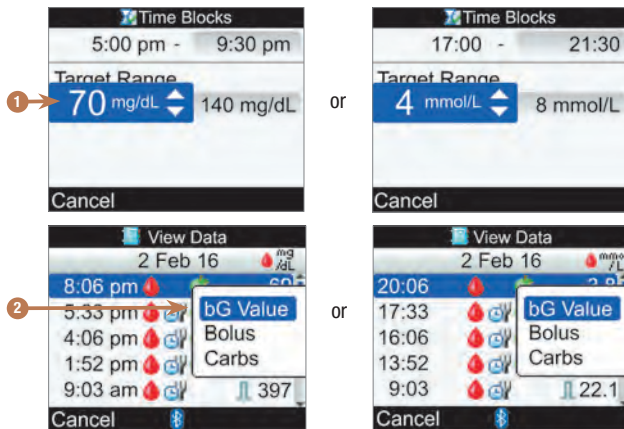 Time Blocks
5:00 pm - 9:30 pm
Target Range
1
70 mg/dL 140 mg/dL
Cancel
or
Time Blocks
17:00 - 21:30
Target Range
4 mmol/L 8 mmol/L
Cancel
View Data
2 Feb 16 mg/dL
8:06 pm
2
5:33 pm
4:06 pm
1:52 pm
9:03 am 397
bG Value
Bolus
Carbs
Cancel
or
View Data
2 Feb 16
20:06
17:33
16:06
13:52
9:03 22.1
bG Value
Bolus
Carbs
Cancel